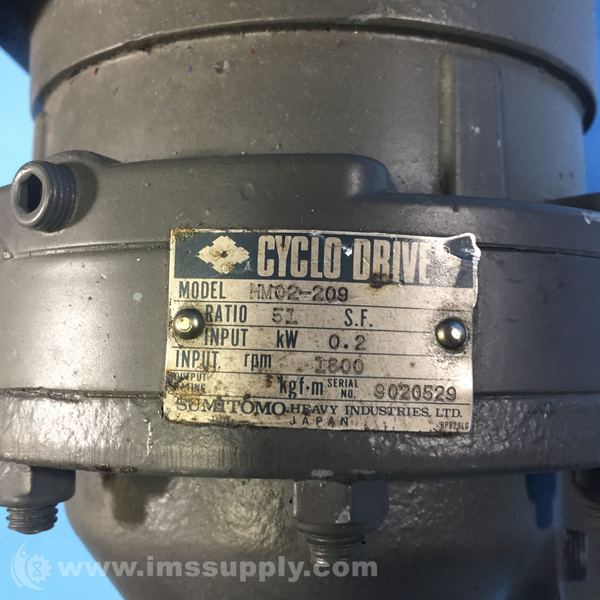 CYCLO DRIVE
MODEL HM02-209
RATIO 51 S.F.
INPUT kW 0.2
INPUT rpm 1800
OUTPUT kgf·m SERIAL NO. 9020529
SUMITOMO HEAVY INDUSTRIES, LTD.
JAPAN
www.imssupply.com